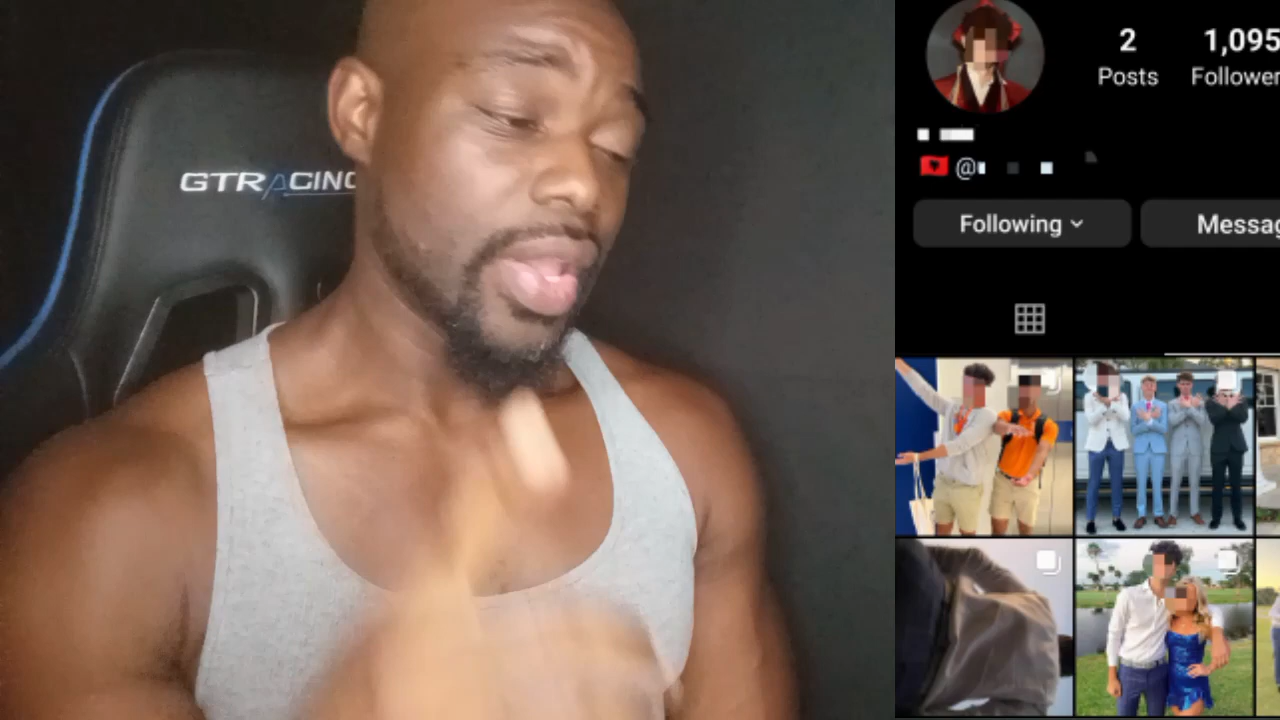 GTRACING
2
Posts
1,095
Follower
@
Following
Messag